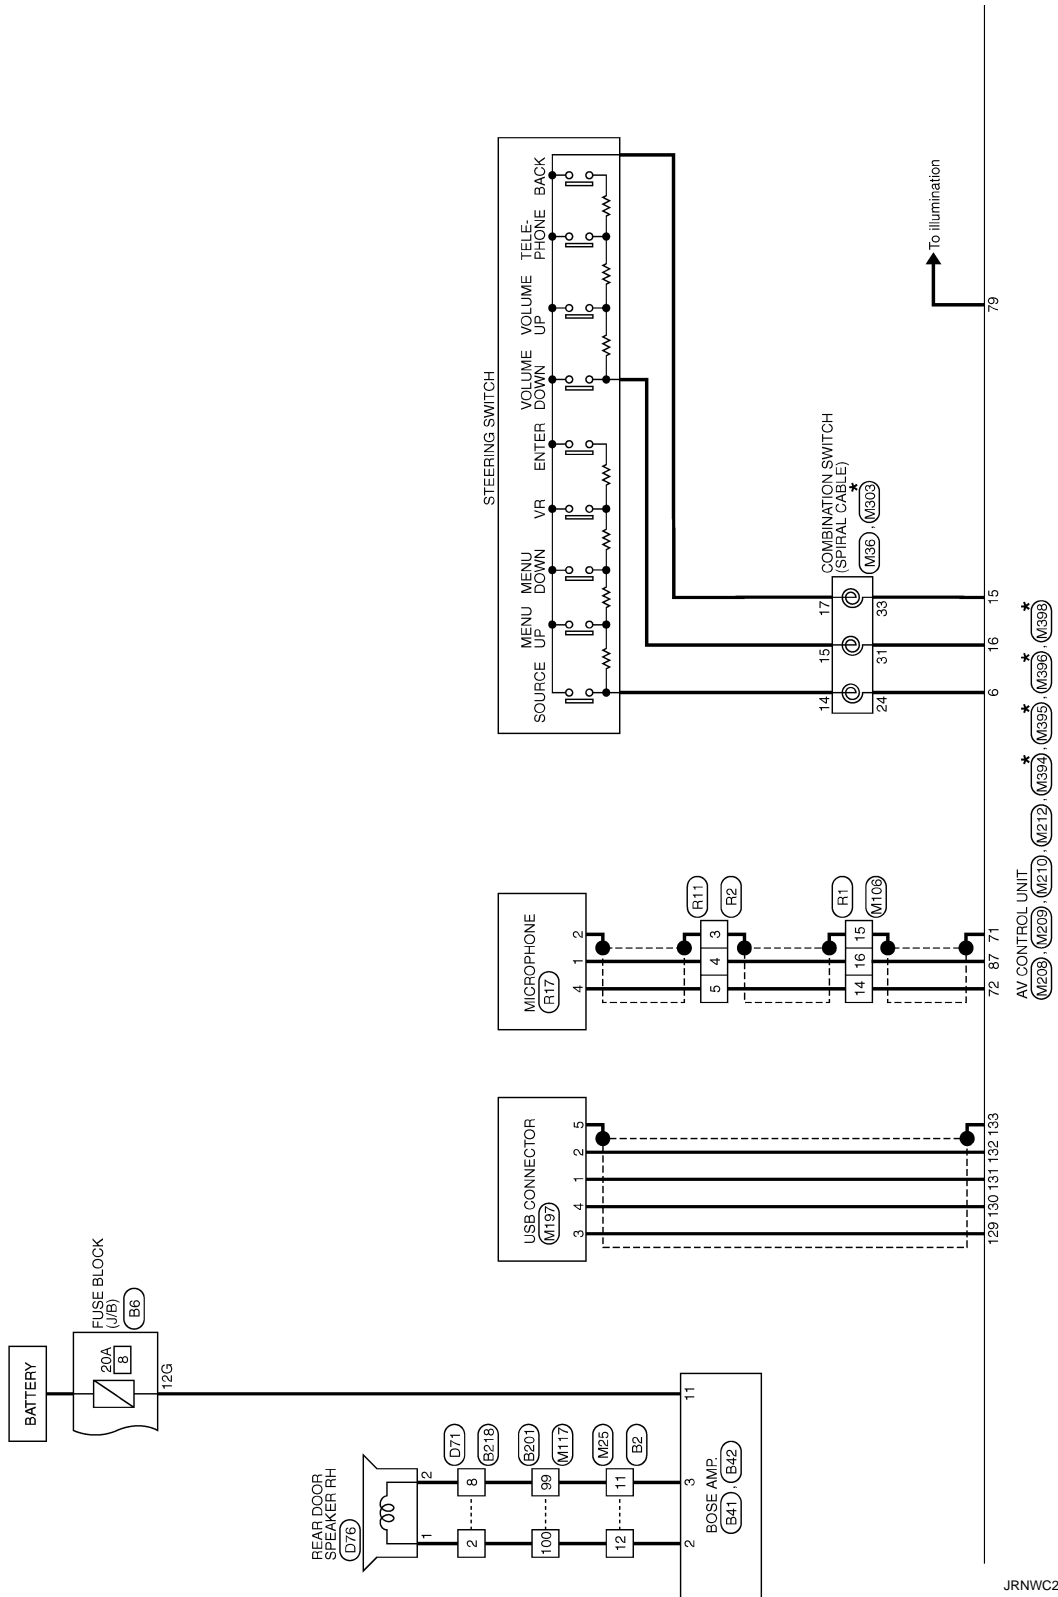 BATTERY
FUSE BLOCK
(J/B)
B6
20A
8
12G
REAR DOOR
SPEAKER RH
D76
1
2
2
8
D71
B218
100
99
B201
M117
12
11
M25
B2
2
3
11
BOSE AMP.
B41 , B42
USB CONNECTOR
M197
3
4
1
2
5
129
130
131
132
133
MICROPHONE
R17
4
1
2
5
4
3
R11
R2
14
16
15
R1
M106
72
87
71
STEERING SWITCH
SOURCE
MENU
UP
MENU
DOWN
VR
ENTER
VOLUME
DOWN
VOLUME
UP
TELE-
PHONE
BACK
14
15
17
24
31
33
COMBINATION SWITCH
(SPIRAL CABLE)
M36 , M303*
6
16
15
To illumination
79
AV CONTROL UNIT
M208 , M209 , M210 , M212 , M394* , M395* , M396* , M398*
JRNWC2